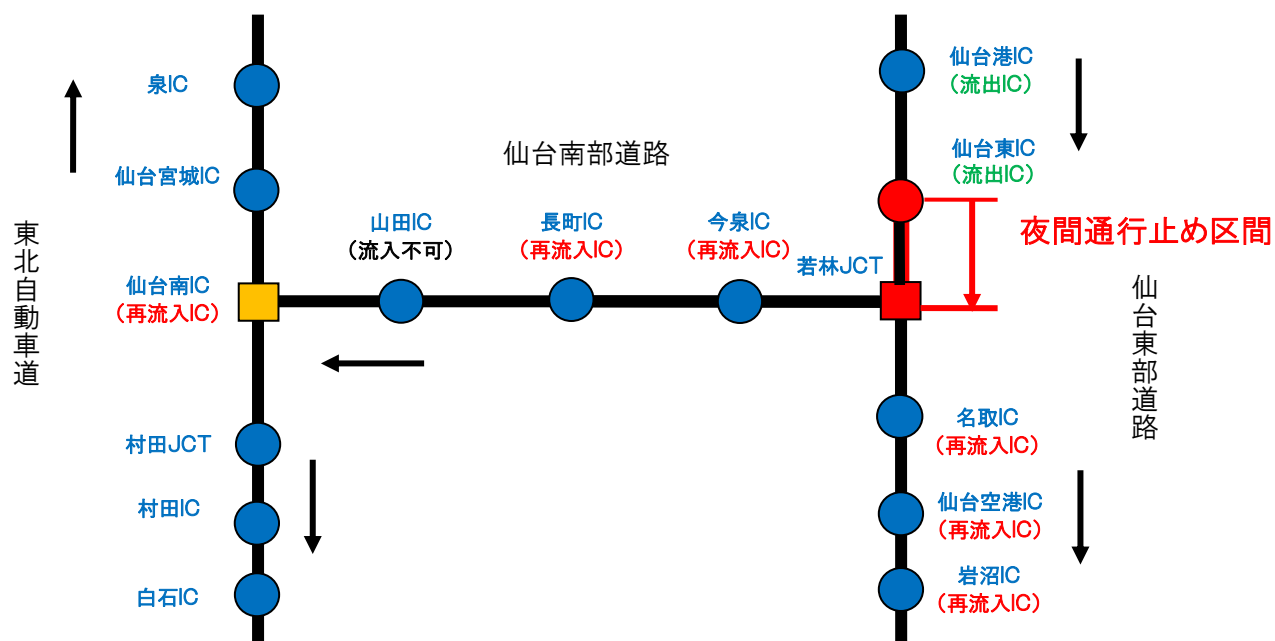 仙台港IC
（流出IC）
泉IC
仙台南部道路
仙台東IC
（流出IC）
仙台宮城IC
山田IC
（流入不可）
長町IC
（再流入IC）
今泉IC
（再流入IC）
夜間通行止め区間
若林JCT
東北自動車道
仙台南IC
（再流入IC）
仙台東部道路
村田JCT
名取IC
（再流入IC）
村田IC
仙台空港IC
（再流入IC）
白石IC
岩沼IC
（再流入IC）